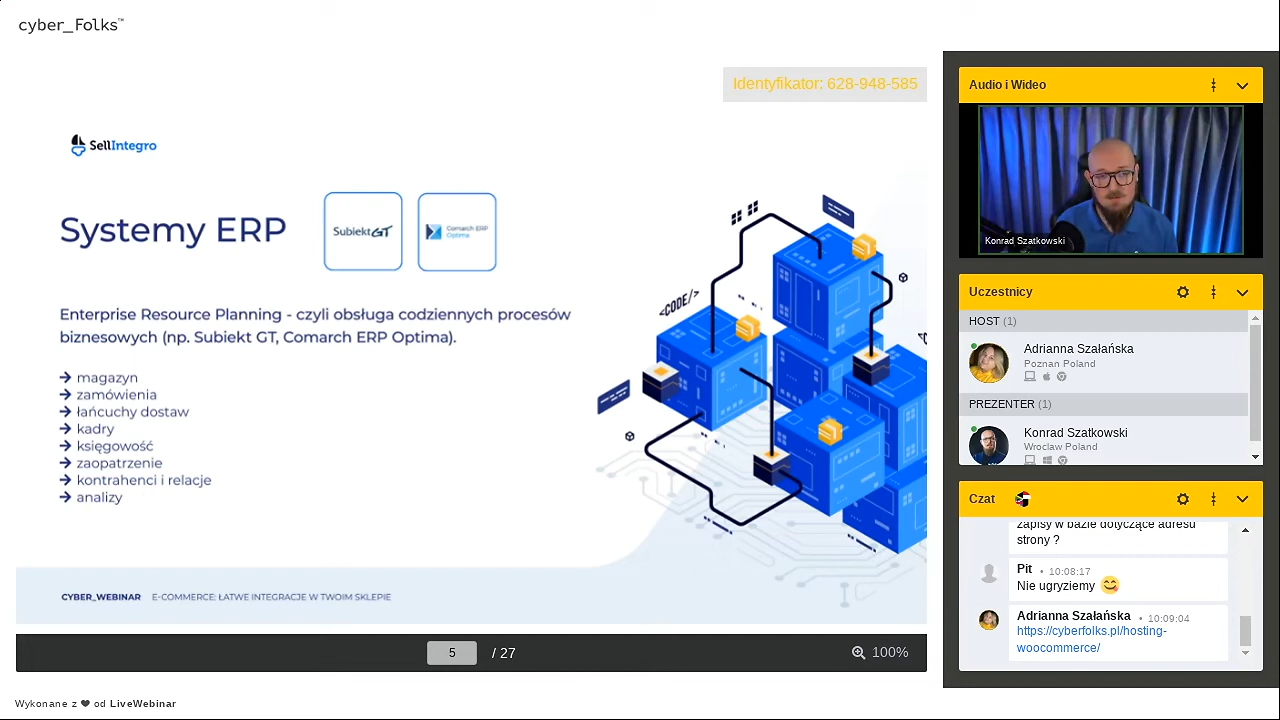 cyber_Folks™
Identyfikator: 628-948-585
SellIntegro
Systemy ERP
Subiekt GT
Comarch ERP
Optima
Enterprise Resource Planning - czyli obsługa codziennych procesów
biznesowych (np. Subiekt GT, Comarch ERP Optima).
→ magazyn
→ zamówienia
→ łańcuchy dostaw
→ kadry
→ księgowość
→ zaopatrzenie
→ kontrahenci i relacje
→ analizy
<CODE/>
CYBER_WEBINAR E-COMMERCE: ŁATWE INTEGRACJE W TWOIM SKLEPIE
5 / 27
100%
Wykonane z ❤ od LiveWebinar
Audio i Wideo
Konrad Szatkowski
Uczestnicy
HOST (1)
Adrianna Szałańska
Poznan Poland
PREZENTER (1)
Konrad Szatkowski
Wroclaw Poland
Czat
zapisy w bazie dotyczące adresu
strony ?
Pit • 10:08:17
Nie ugryziemy 😋
Adrianna Szałańska • 10:09:04
https://cyberfolks.pl/hosting-
woocommerce/